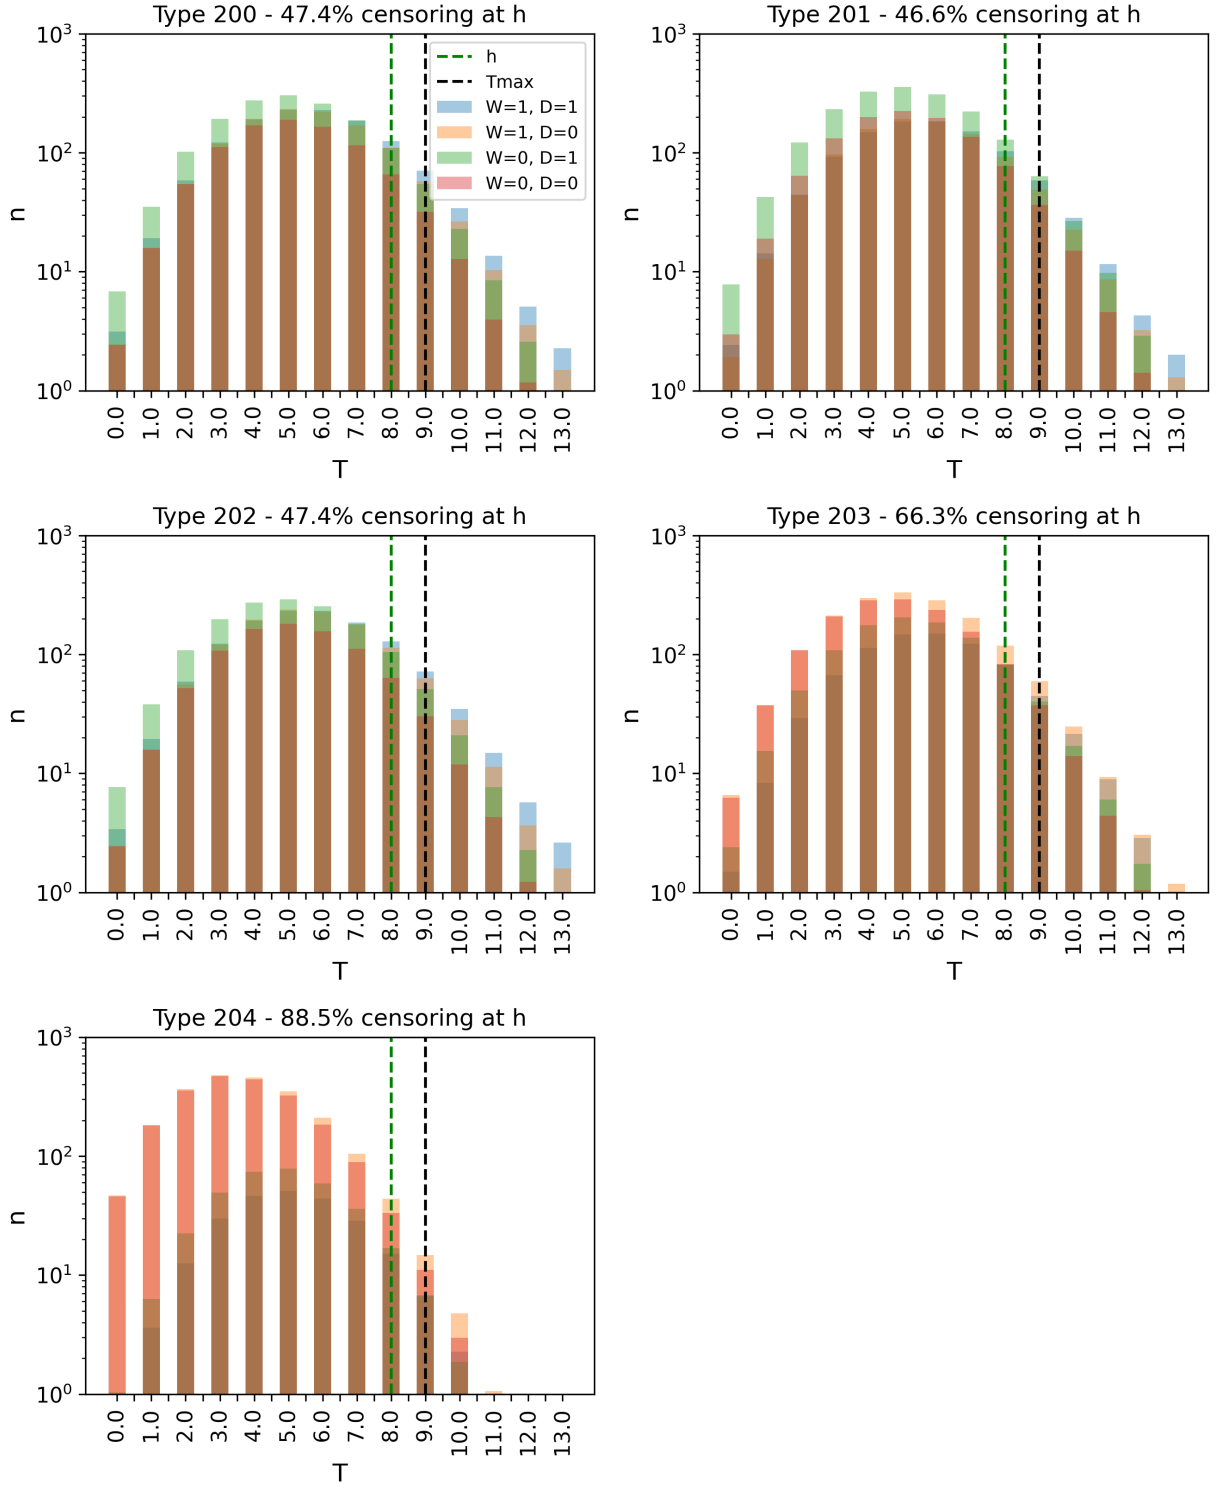 Type 200 - 47.4% censoring at h
10³
10²
10¹
10⁰
n
h
Tmax
W=1, D=1
W=1, D=0
W=0, D=1
W=0, D=0
0.0 1.0 2.0 3.0 4.0 5.0 6.0 7.0 8.0 9.0 10.0 11.0 12.0 13.0
T
Type 201 - 46.6% censoring at h
10³
10²
10¹
10⁰
n
0.0 1.0 2.0 3.0 4.0 5.0 6.0 7.0 8.0 9.0 10.0 11.0 12.0 13.0
T
Type 202 - 47.4% censoring at h
10³
10²
10¹
10⁰
n
0.0 1.0 2.0 3.0 4.0 5.0 6.0 7.0 8.0 9.0 10.0 11.0 12.0 13.0
T
Type 203 - 66.3% censoring at h
10³
10²
10¹
10⁰
n
0.0 1.0 2.0 3.0 4.0 5.0 6.0 7.0 8.0 9.0 10.0 11.0 12.0 13.0
T
Type 204 - 88.5% censoring at h
10³
10²
10¹
10⁰
n
0.0 1.0 2.0 3.0 4.0 5.0 6.0 7.0 8.0 9.0 10.0 11.0 12.0 13.0
T